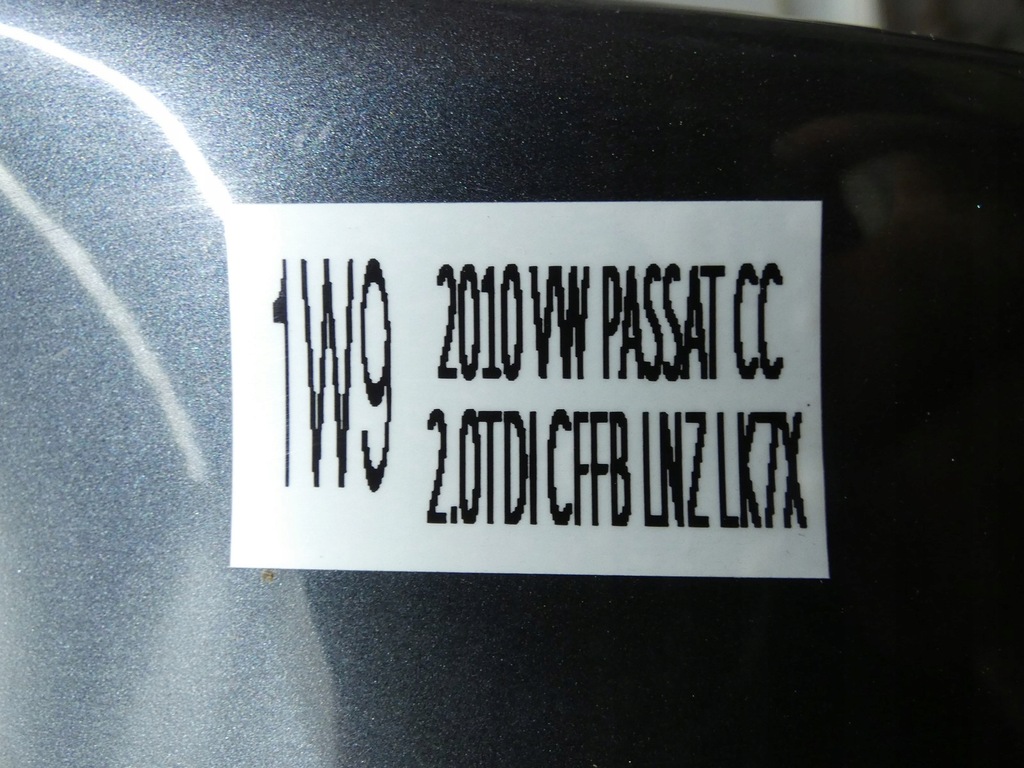 1W9
2010 VW PASSAT CC
2.0TDI CFFB LNZ LK7X